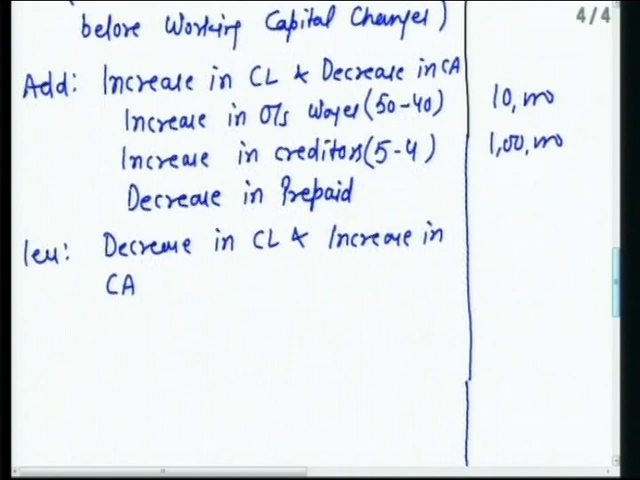 before Working Capital Changes)
4/4
Add: Increase in CL & Decrease in CA
Increase in O/s Wages (50-40) 10,000
Increase in creditors (5-4) 1,00,000
Decrease in Prepaid
less: Decrease in CL & Increase in
CA